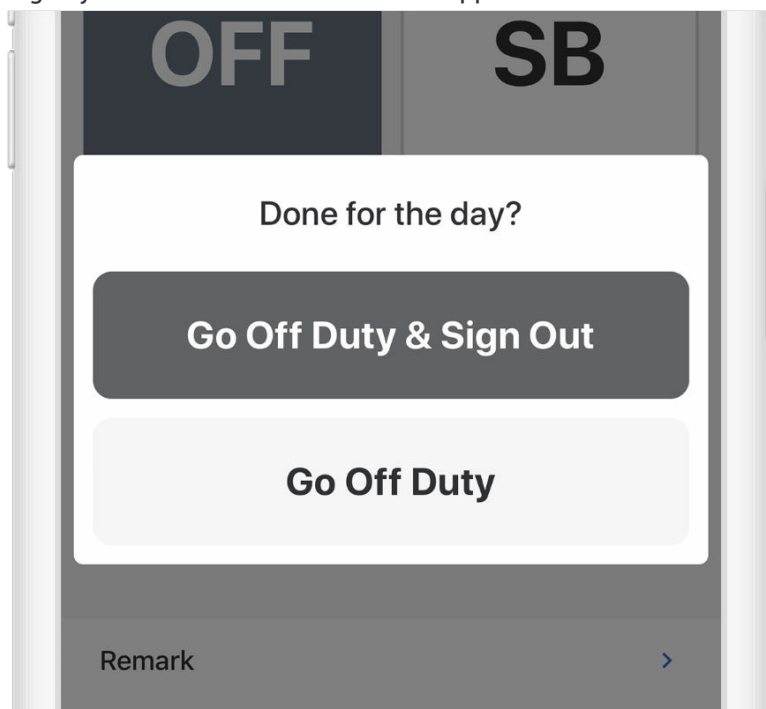 OFF SB
Done for the day?
Go Off Duty & Sign Out
Go Off Duty
Remark